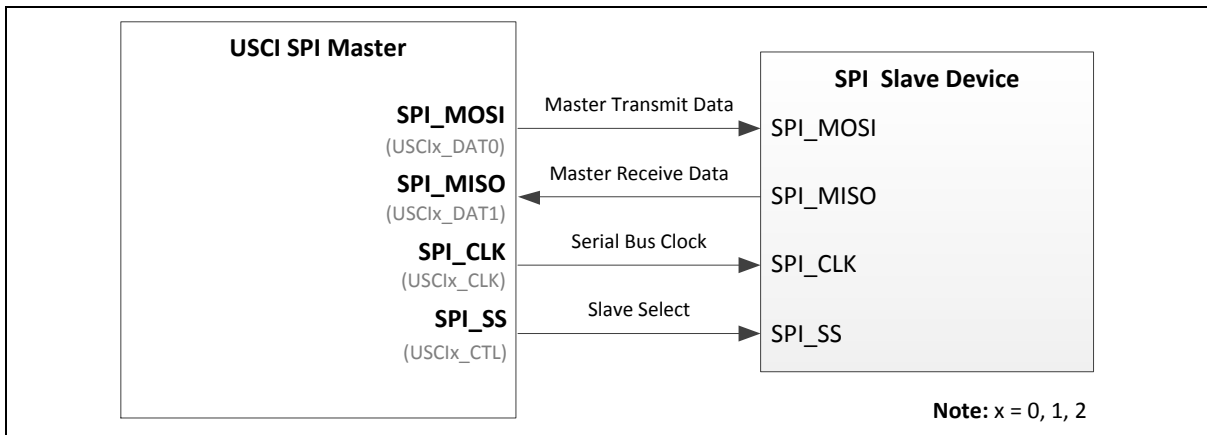 USCI SPI Master
SPI_MOSI
(USCIx_DAT0)
SPI_MISO
(USCIx_DAT1)
SPI_CLK
(USCIx_CLK)
SPI_SS
(USCIx_CTL)
Master Transmit Data
Master Receive Data
Serial Bus Clock
Slave Select
SPI Slave Device
SPI_MOSI
SPI_MISO
SPI_CLK
SPI_SS
Note: x = 0, 1, 2